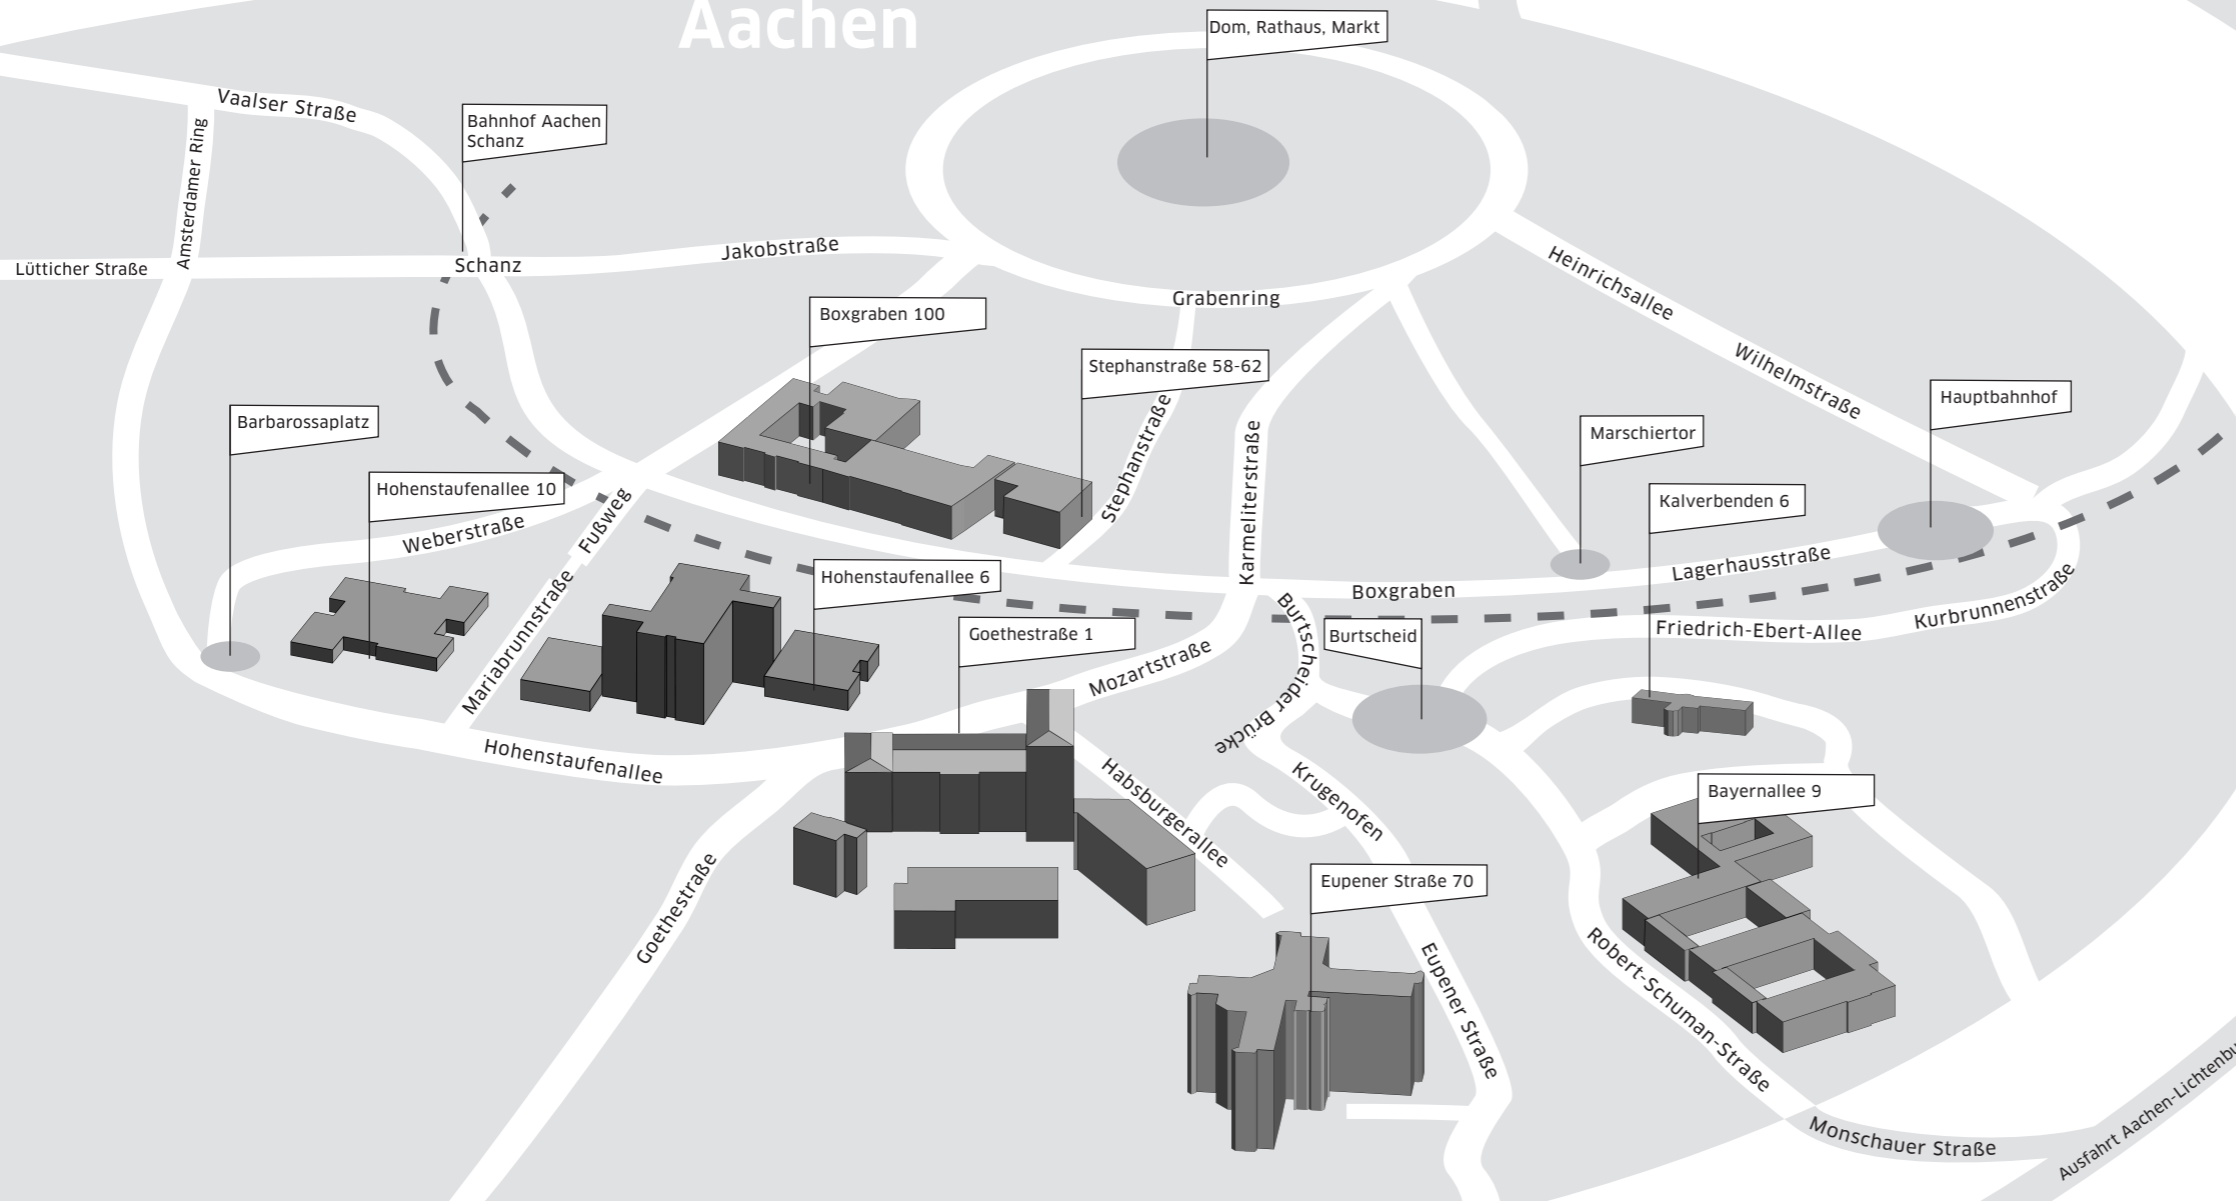 Aachen
Dom, Rathaus, Markt
Vaalser Straße
Bahnhof Aachen
Schanz
Amsterdamer Ring
Lütticher Straße
Schanz
Jakobstraße
Grabenring
Heinrichsallee
Boxgraben 100
Stephanstraße 58-62
Wilhelmstraße
Hauptbahnhof
Barbarossaplatz
Marschiertor
Hohenstaufenallee 10
Stephanstraße
Karmeliterstraße
Kalverbenden 6
Weberstraße
Fußweg
Hohenstaufenallee 6
Boxgraben
Lagerhausstraße
Kurbrunnenstraße
Mariabrunnstraße
Goethestraße 1
Burtscheid
Friedrich-Ebert-Allee
Mozartstraße
Burtscheider Brücke
Hohenstaufenallee
Habsburgerallee
Krugenofen
Bayernallee 9
Goethestraße
Eupener Straße 70
Eupener Straße
Robert-Schuman-Straße
Monschauer Straße
Ausfahrt Aachen-Lichtenbu